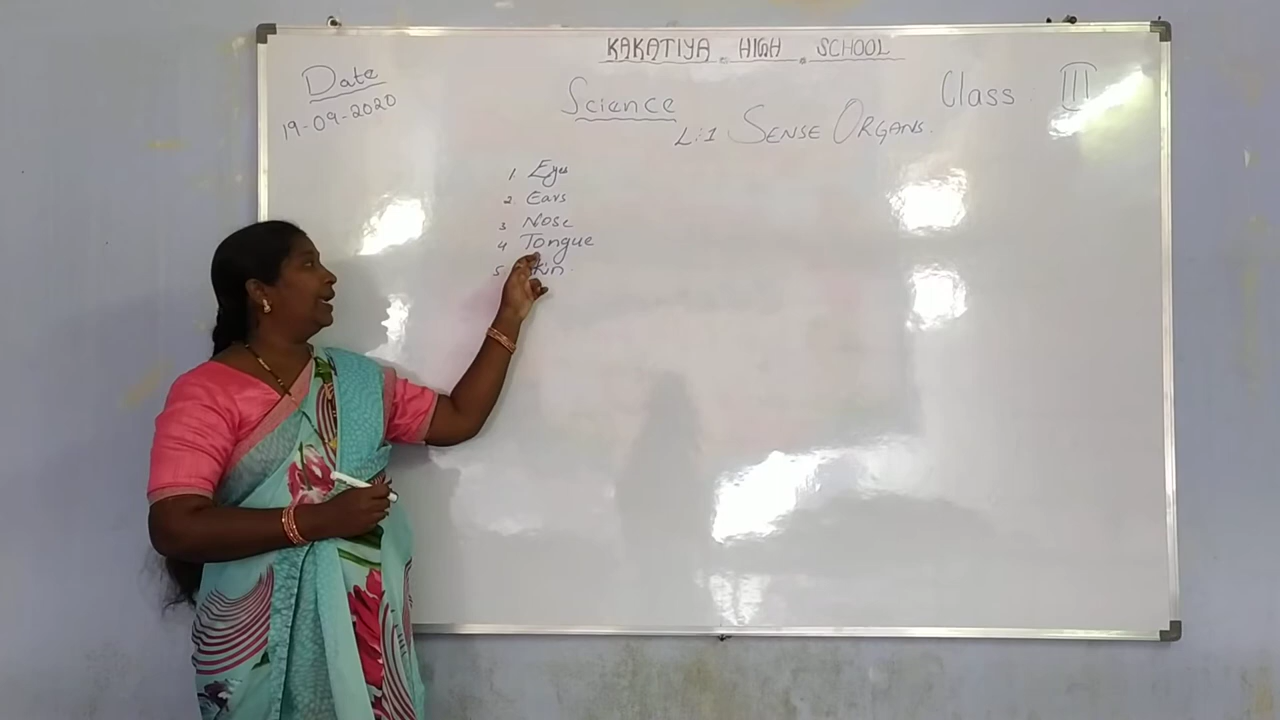 KAKATIYA HIGH SCHOOL
Date
19-09-2020
Science
Class : III
L:1 SENSE ORGANS.
1. Eyes
2. Ears
3 Nose
4 Tongue
5 Skin.